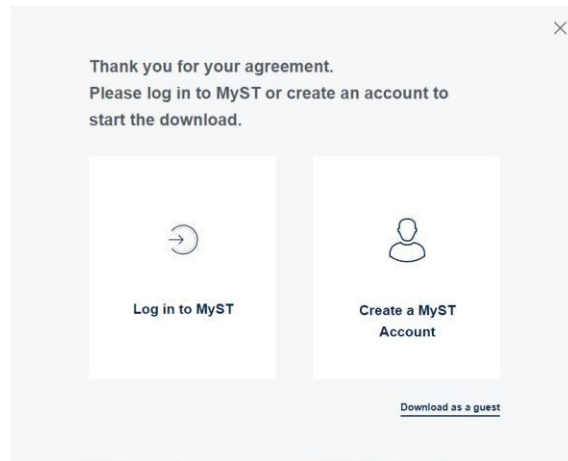 Thank you for your agreement.
Please log in to MyST or create an account to
start the download.
Log in to MyST
Create a MyST
Account
Download as a guest